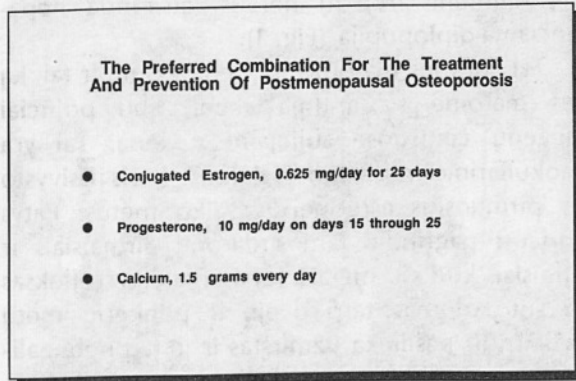 The Preferred Combination For The Treatment
And Prevention Of Postmenopausal Osteoporosis
• Conjugated Estrogen, 0.625 mg/day for 25 days
• Progesterone, 10 mg/day on days 15 through 25
• Calcium, 1.5 grams every day